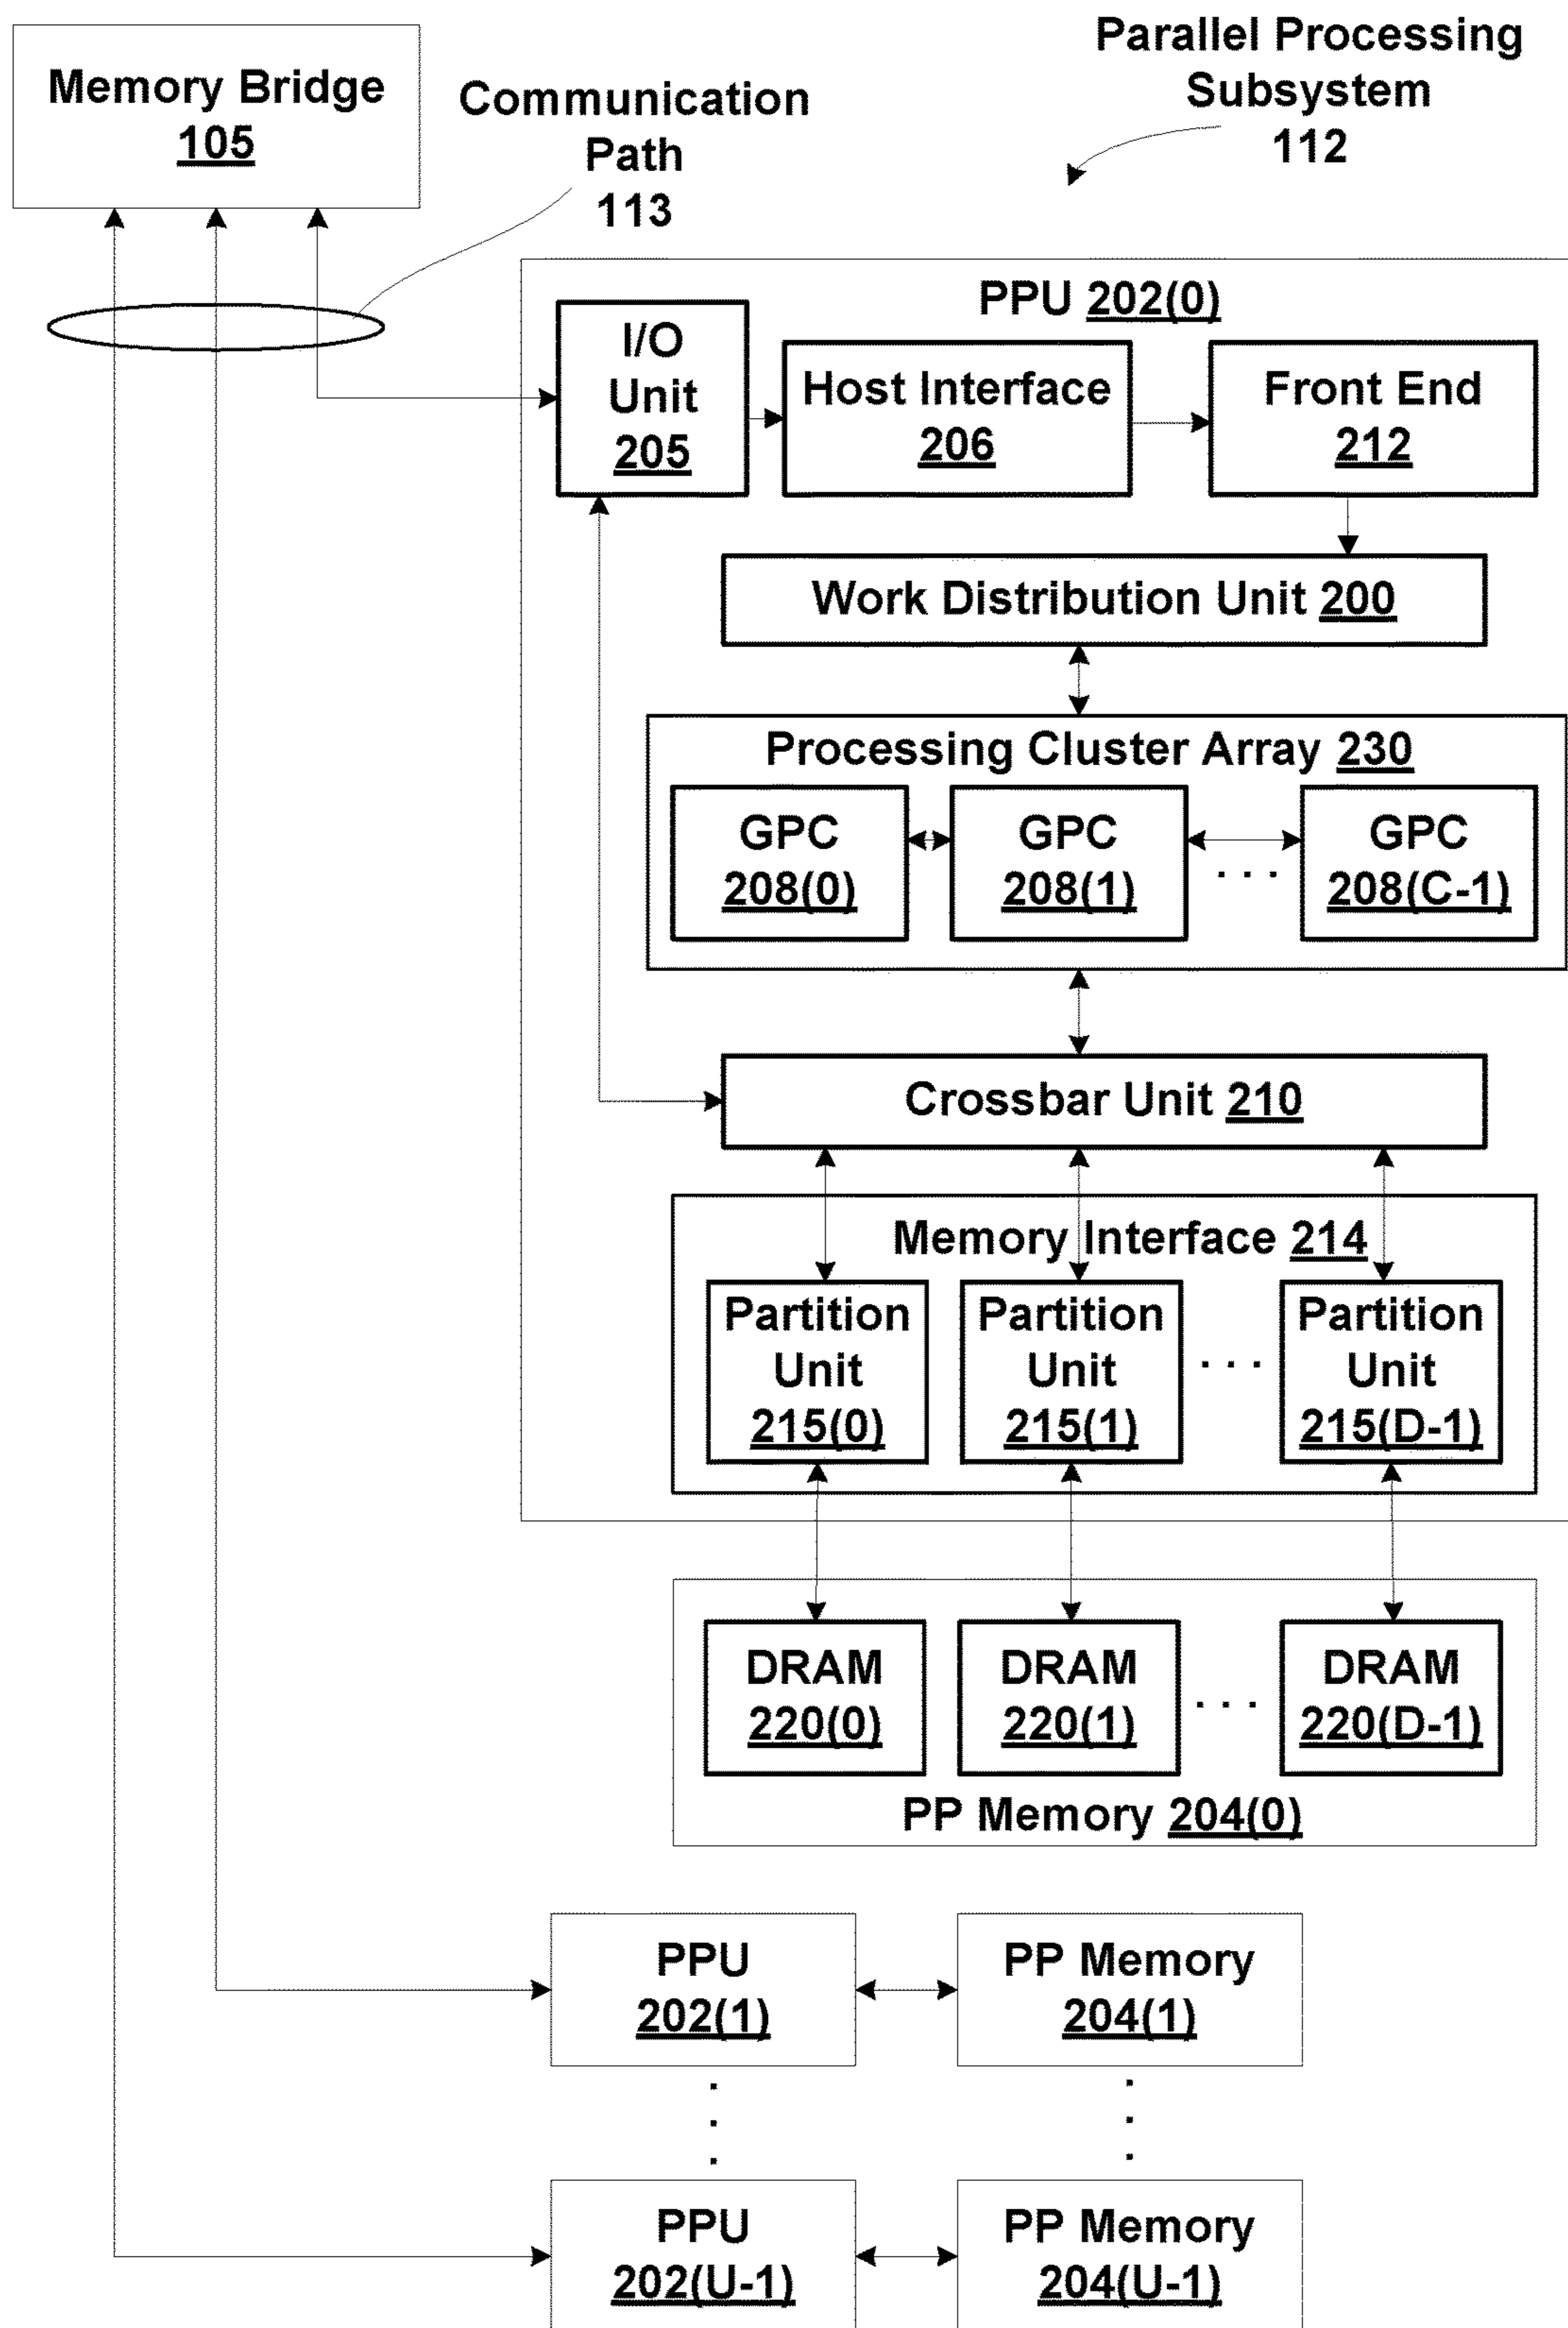 Memory Bridge
105
Communication
Path
113
Parallel Processing
Subsystem
112
PPU 202(0)
I/O
Unit
205
Host Interface
206
Front End
212
Work Distribution Unit 200
Processing Cluster Array 230
GPC
208(0)
GPC
208(1)
. . .
GPC
208(C-1)
Crossbar Unit 210
Memory Interface 214
Partition
Unit
215(0)
Partition
Unit
215(1)
. . .
Partition
Unit
215(D-1)
DRAM
220(0)
DRAM
220(1)
. . .
DRAM
220(D-1)
PP Memory 204(0)
PPU
202(1)
PP Memory
204(1)
PPU
202(U-1)
PP Memory
204(U-1)